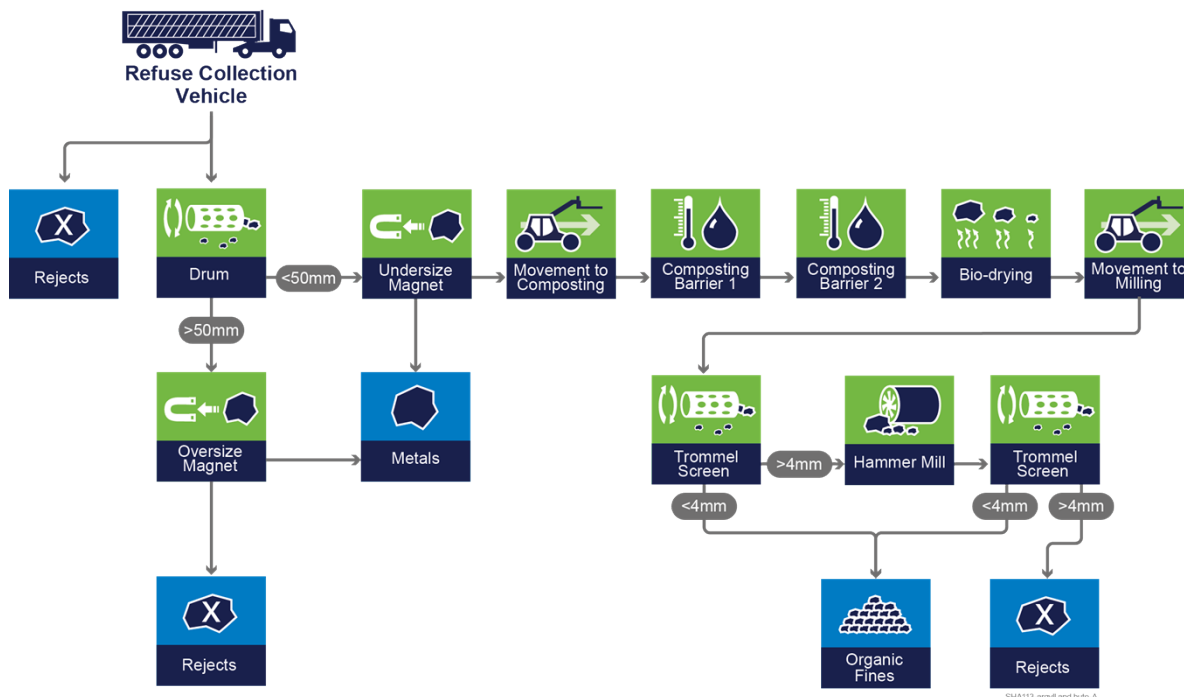 Refuse Collection
Vehicle
Rejects
Drum
<50mm
Undersize
Magnet
Movement to
Composting
Composting
Barrier 1
Composting
Barrier 2
Bio-drying
Movement to
Milling
>50mm
Oversize
Magnet
Metals
Trommel
Screen
>4mm
Hammer Mill
Trommel
Screen
<4mm
<4mm
>4mm
X
Rejects
X
Organic
Fines
X
Rejects